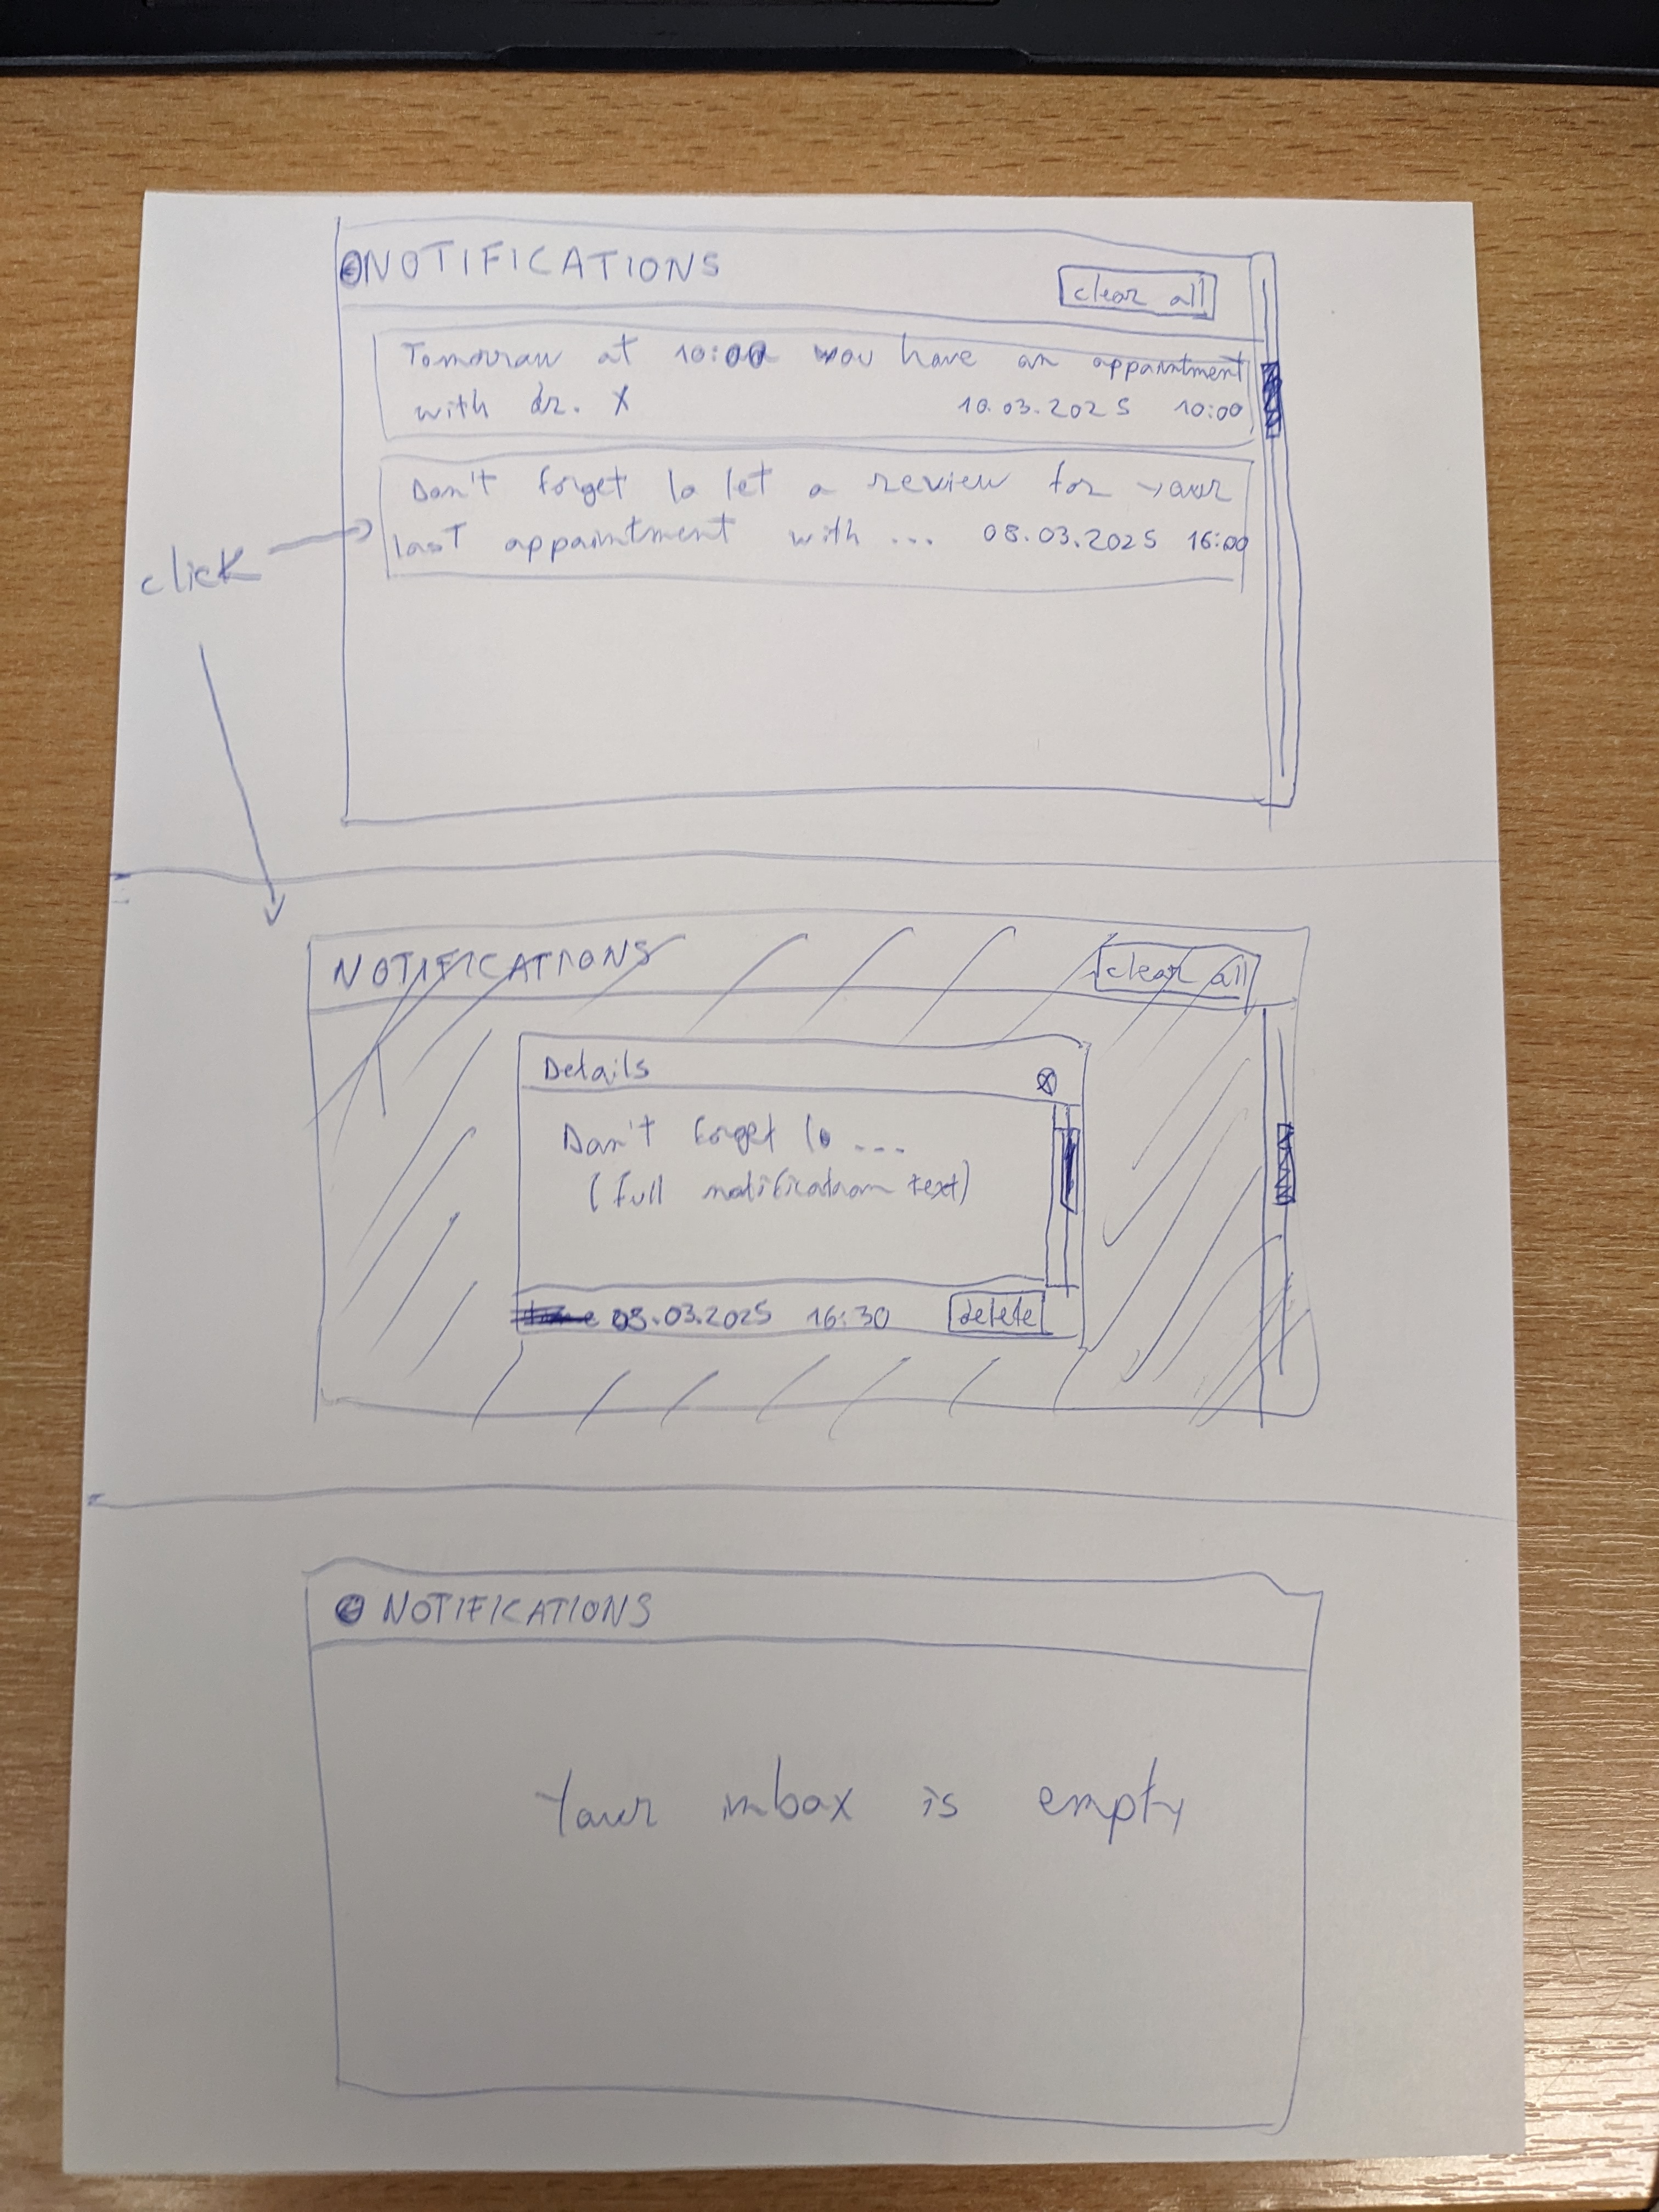 NOTIFICATIONS
clear all
Tomorrow at 10:00 you have an appointment
with dr. X 10.03.2025 10:00
Don't forget to let a review for your
last appointment with ... 08.03.2025 16:00
click
NOTIFICATIONS
clear all
Details
Don't forget to ...
(full notification text)
08.03.2025 16:30 delete
NOTIFICATIONS
Your inbox is empty